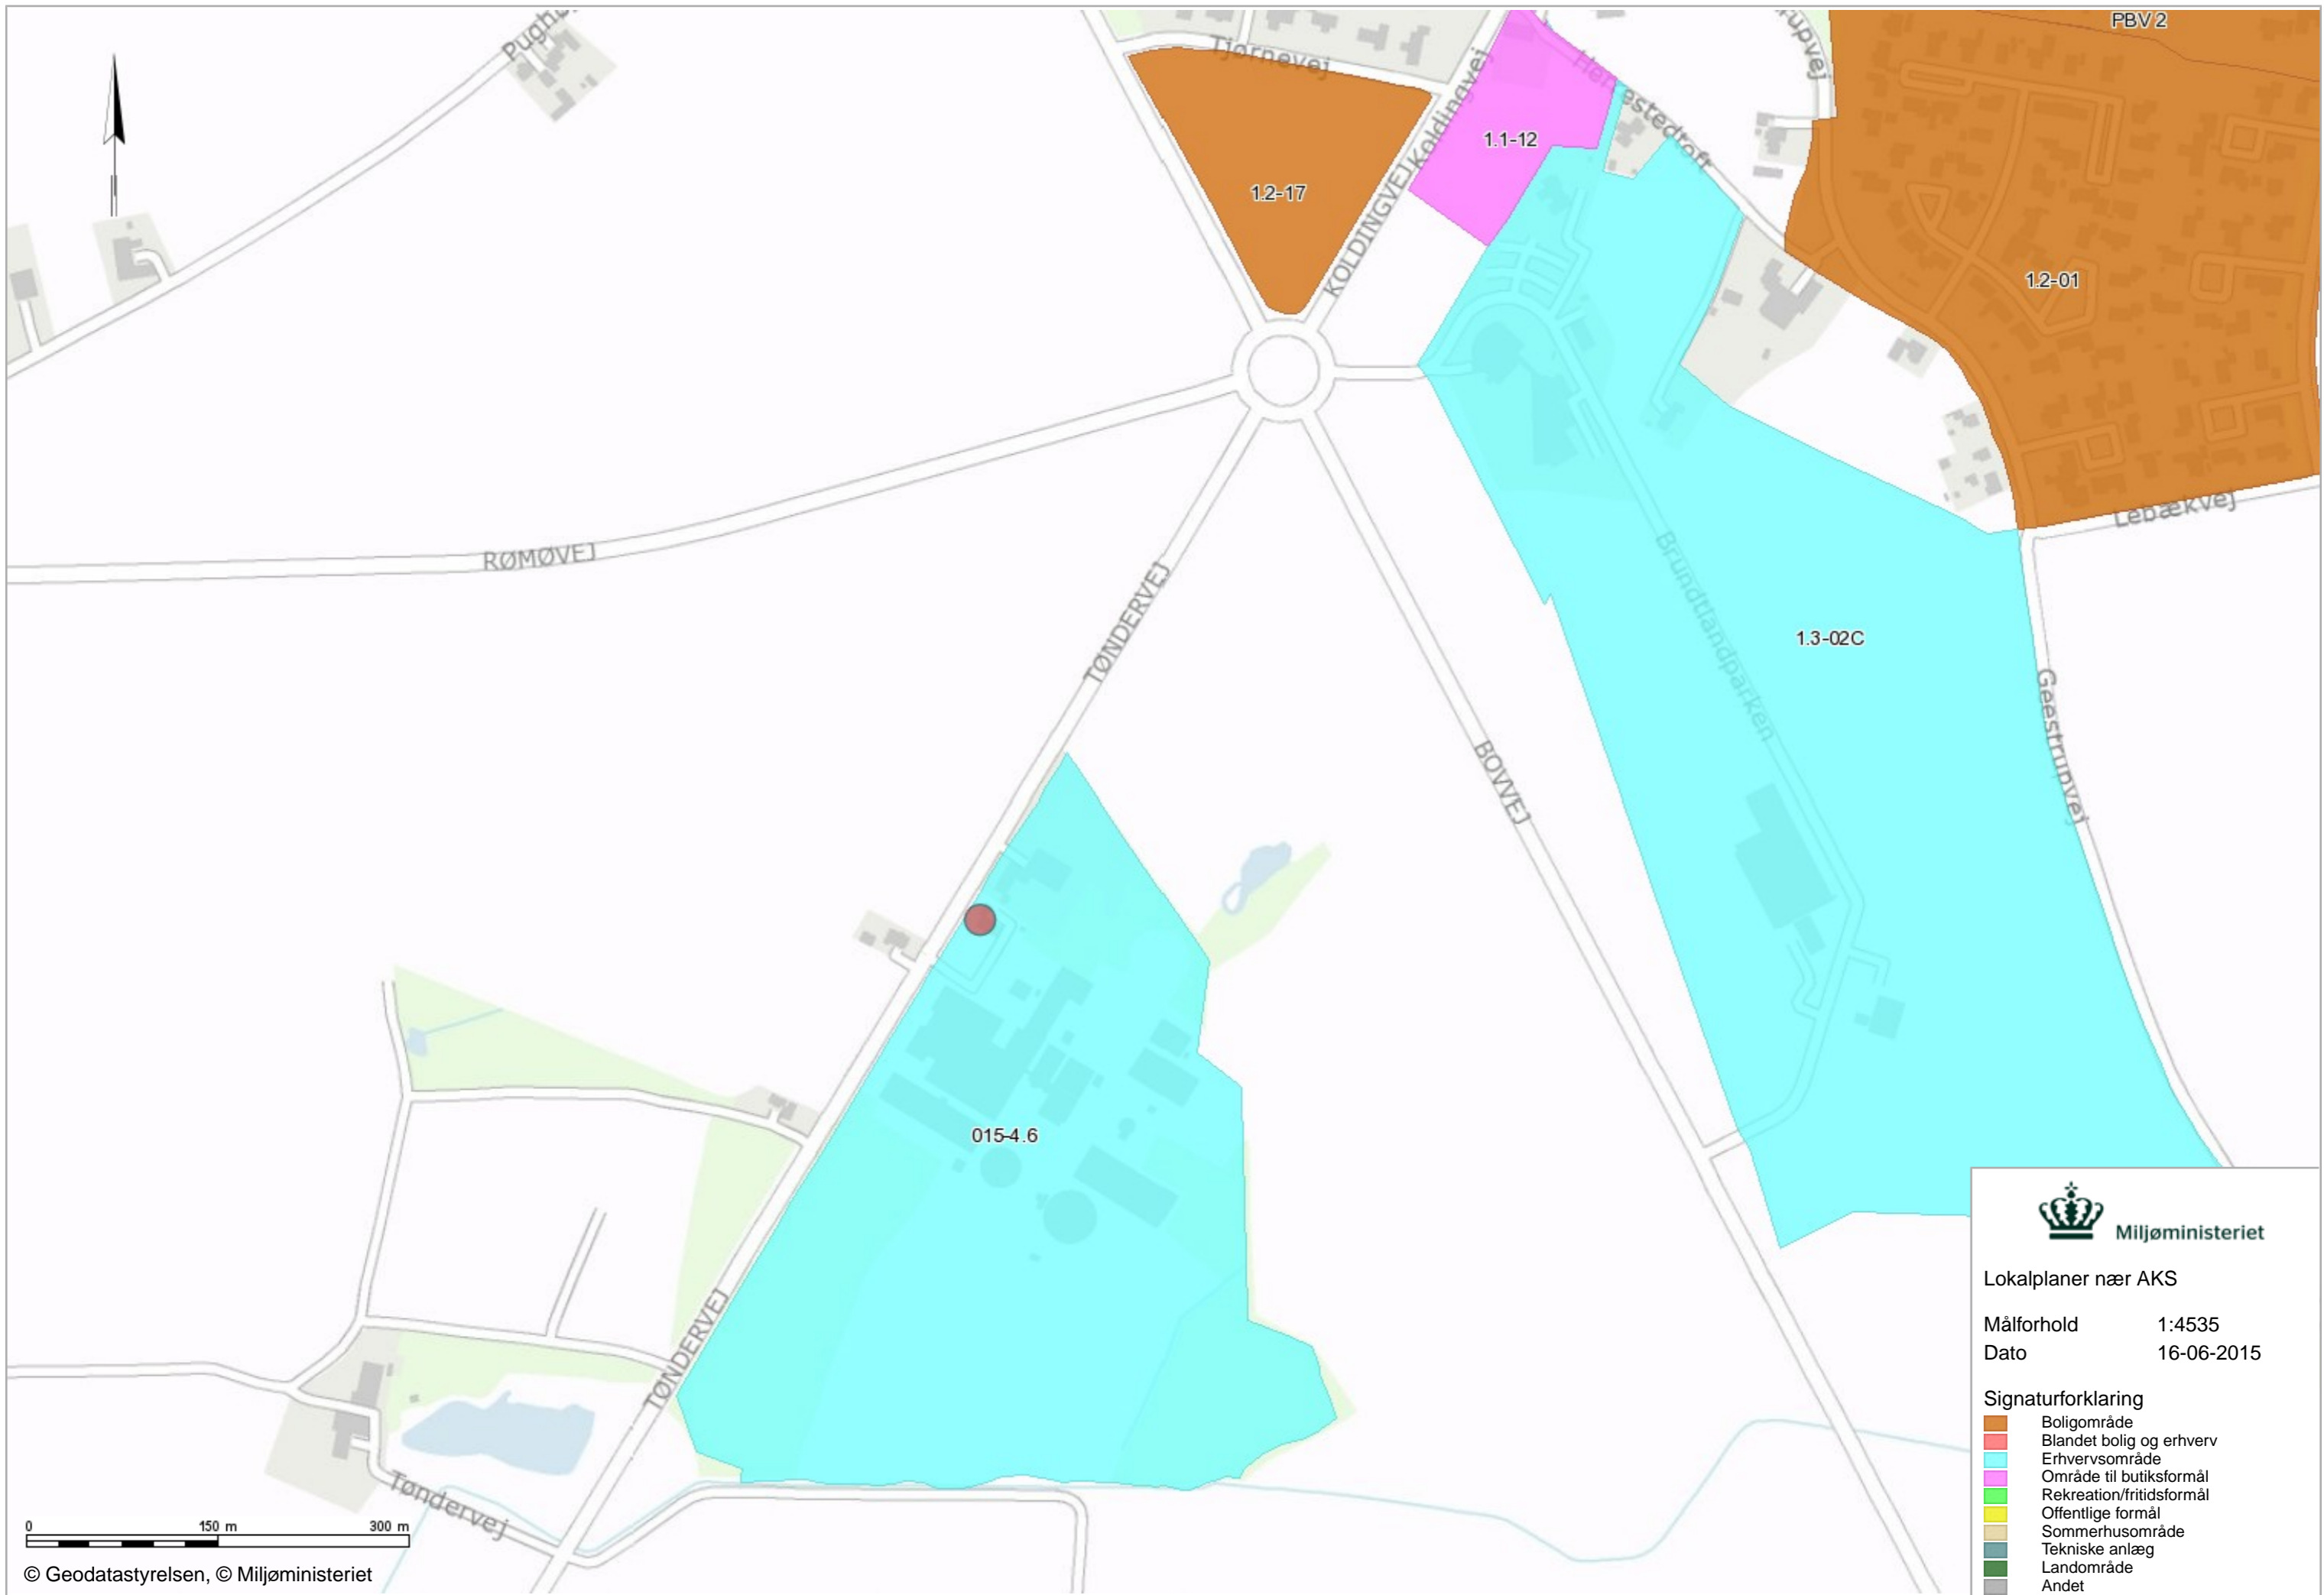 PBV 2
Tjørnevej
Koldingvej
1.1-12
1.2-17
KOLDINGVEJ
1.2-01
Lebækvej
RØMØVEJ
Brundtlandparken
TØNDERVEJ
1.3-02C
Geestrupvej
BOVVEJ
015-4.6
TØNDERVEJ
Tøndervej
0 150 m 300 m
© Geodatastyrelsen, © Miljøministeriet
Miljøministeriet
Lokalplaner nær AKS
Målforhold 1:4535
Dato 16-06-2015
Signaturforklaring
Boligområde
Blandet bolig og erhverv
Erhvervsområde
Område til butiksformål
Rekreation/fritidsformål
Offentlige formål
Sommerhusområde
Tekniske anlæg
Landområde
Andet